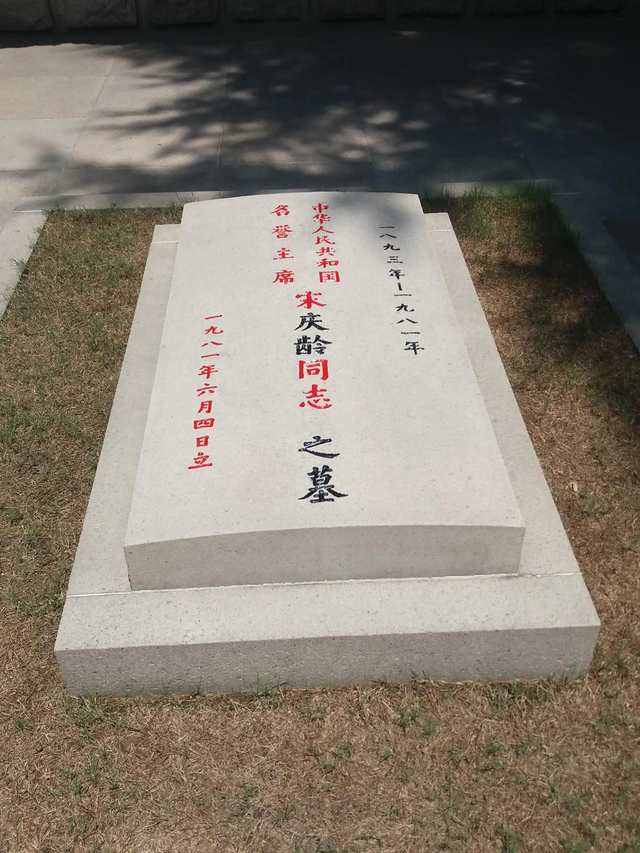 一八九三年-一九八一年
中华人民共和国
名誉主席
宋庆龄同志之墓
一九八一年六月四日立